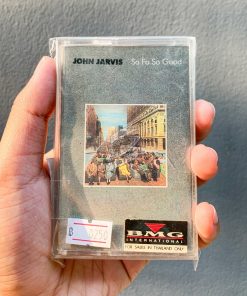 JOHN JARVIS So Fa So Good
BMG
INTERNATIONAL
FOR SALES IN THAILAND ONLY